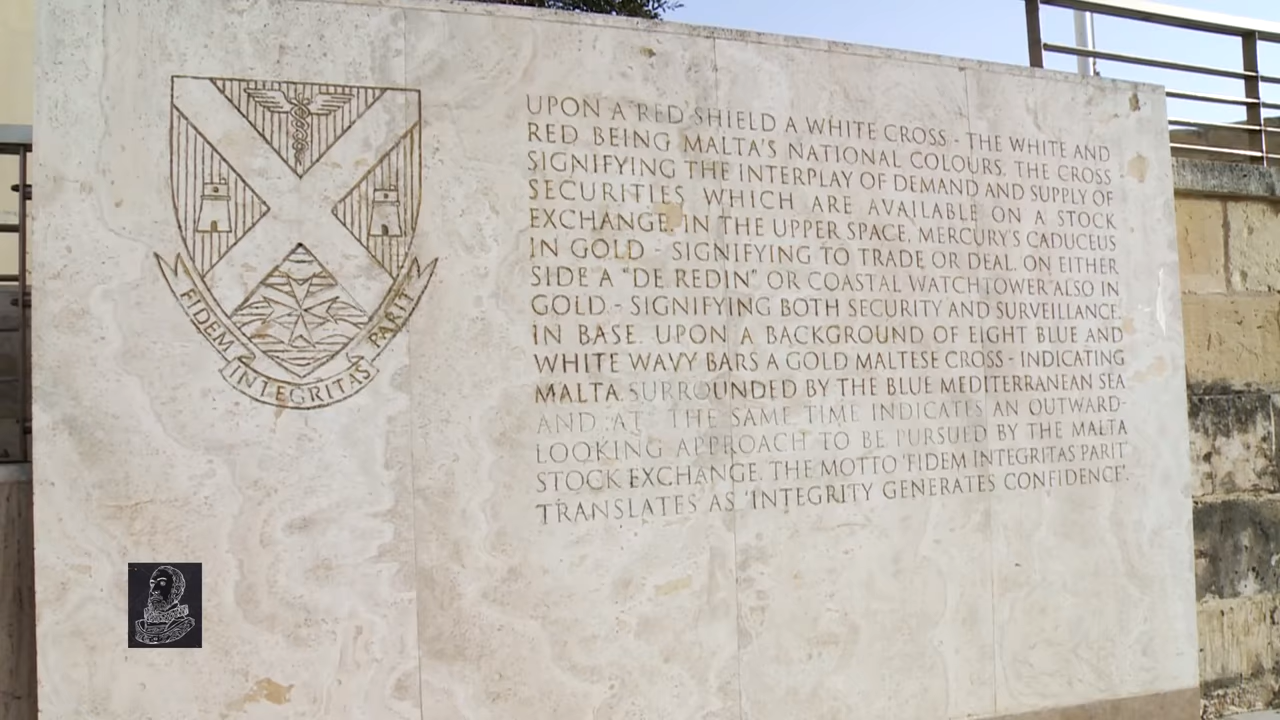 UPON A RED SHIELD A WHITE CROSS - THE WHITE AND
RED BEING MALTA'S NATIONAL COLOURS. THE CROSS
SIGNIFYING THE INTERPLAY OF DEMAND AND SUPPLY OF
SECURITIES WHICH ARE AVAILABLE ON A STOCK
EXCHANGE. IN THE UPPER SPACE, MERCURY'S CADUCEUS
IN GOLD - SIGNIFYING TO TRADE OR DEAL. ON EITHER
SIDE A "DE REDIN" OR COASTAL WATCHTOWER ALSO IN
GOLD - SIGNIFYING BOTH SECURITY AND SURVEILLANCE.
IN BASE, UPON A BACKGROUND OF EIGHT BLUE AND
WHITE WAVY BARS A GOLD MALTESE CROSS - INDICATING
MALTA SURROUNDED BY THE BLUE MEDITERRANEAN SEA
AND AT THE SAME TIME INDICATES AN OUTWARD-
LOOKING APPROACH TO BE PURSUED BY THE MALTA
STOCK EXCHANGE. THE MOTTO 'FIDEM INTEGRITAS PARIT'
TRANSLATES AS 'INTEGRITY GENERATES CONFIDENCE'.
FIDEM INTEGRITAS PARIT